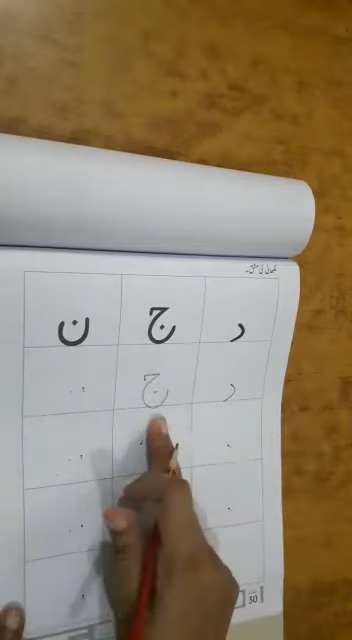 لکھائی کی مشق۔
ر ج ن
ر ج
30